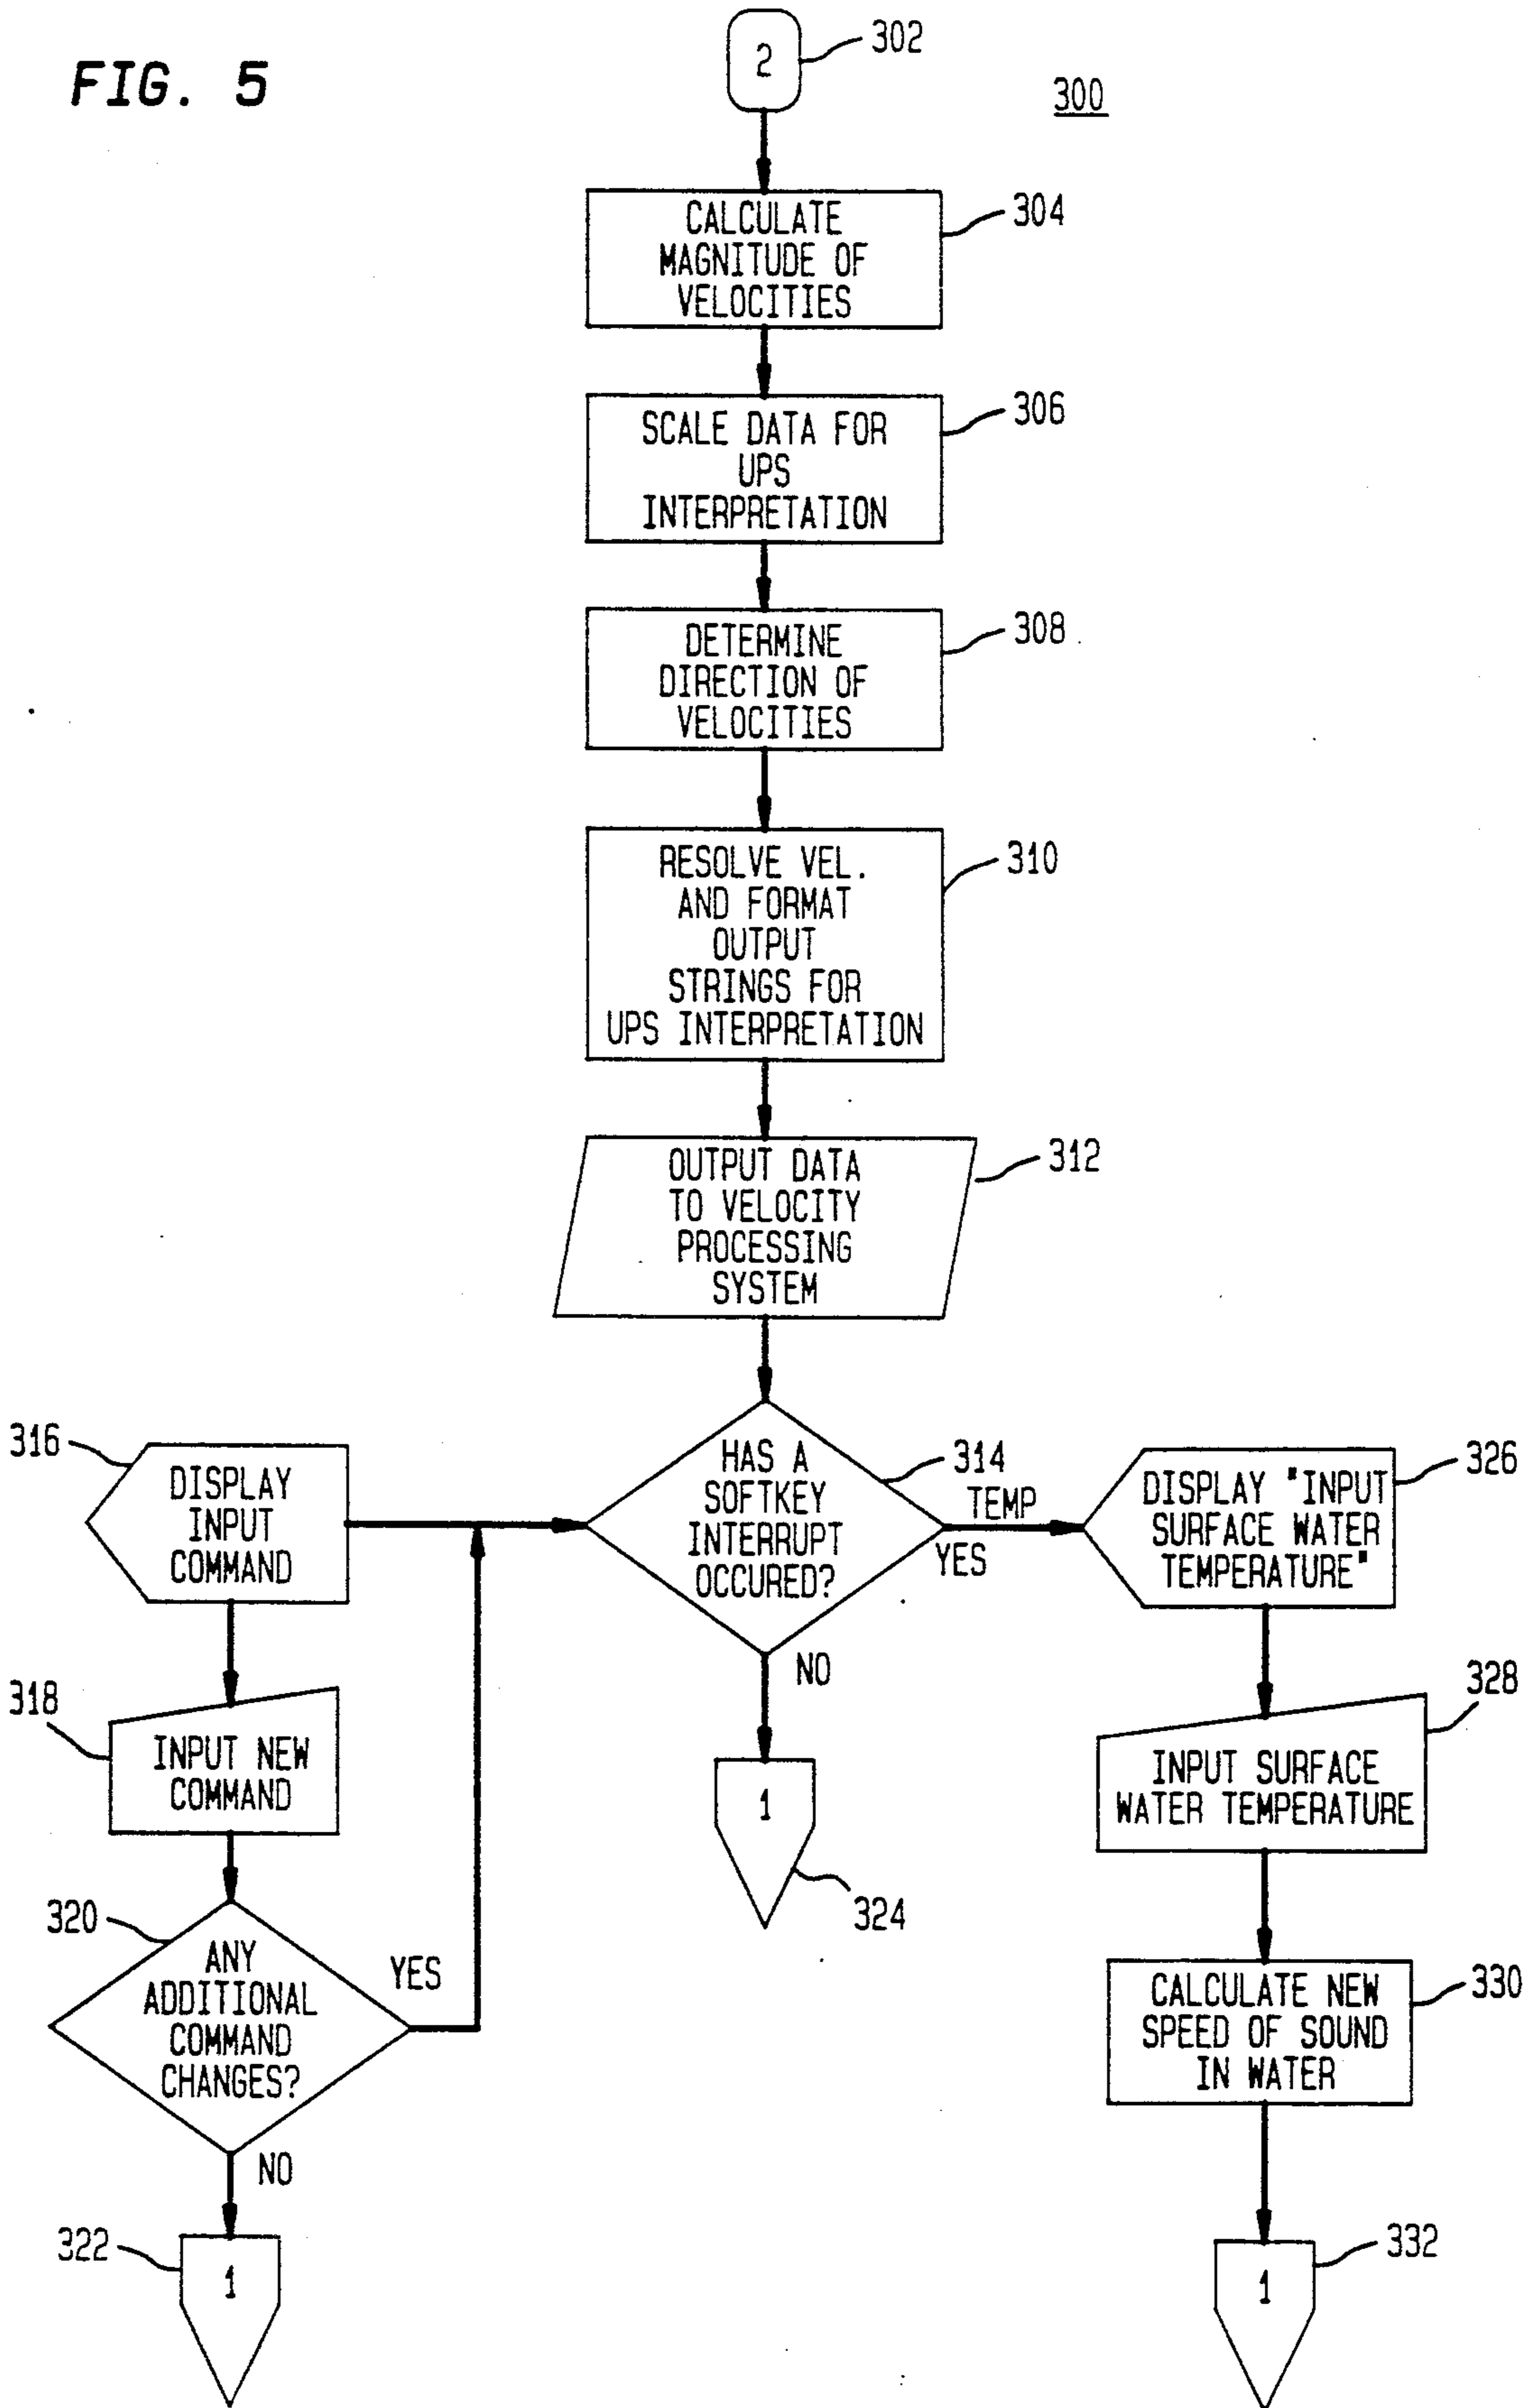 FIG. 5
2
302
300
CALCULATE
MAGNITUDE OF
VELOCITIES
304
SCALE DATA FOR
UPS
INTERPRETATION
306
DETERMINE
DIRECTION OF
VELOCITIES
308
RESOLVE VEL.
AND FORMAT
OUTPUT
STRINGS FOR
UPS INTERPRETATION
310
OUTPUT DATA
TO VELOCITY
PROCESSING
SYSTEM
312
316
DISPLAY
INPUT
COMMAND
HAS A
SOFTKEY
INTERRUPT
OCCURED?
314
TEMP
YES
NO
DISPLAY "INPUT
SURFACE WATER
TEMPERATURE"
326
318
INPUT NEW
COMMAND
1
324
INPUT SURFACE
WATER TEMPERATURE
328
320
ANY
ADDITIONAL
COMMAND
CHANGES?
YES
NO
CALCULATE NEW
SPEED OF SOUND
IN WATER
330
322
1
1
332